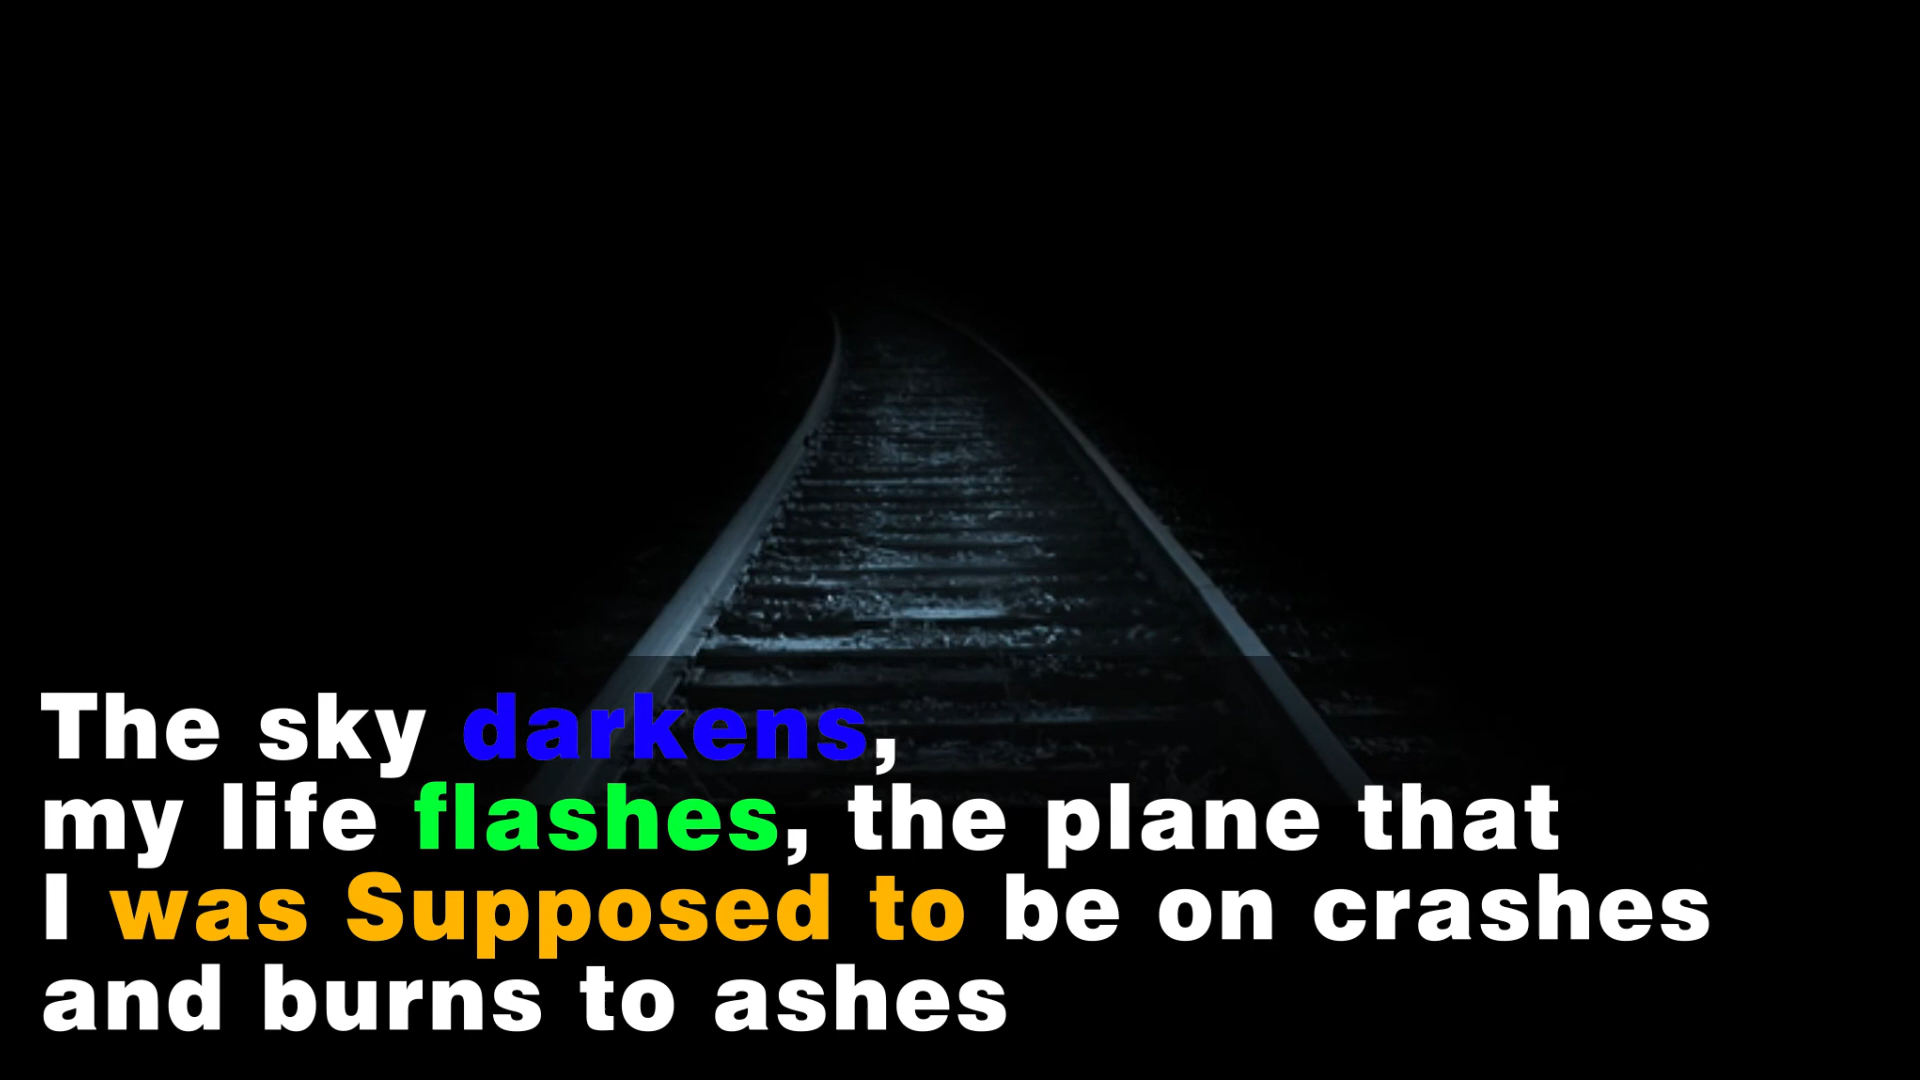 The sky darkens,
my life flashes, the plane that
I was Supposed to be on crashes
and burns to ashes